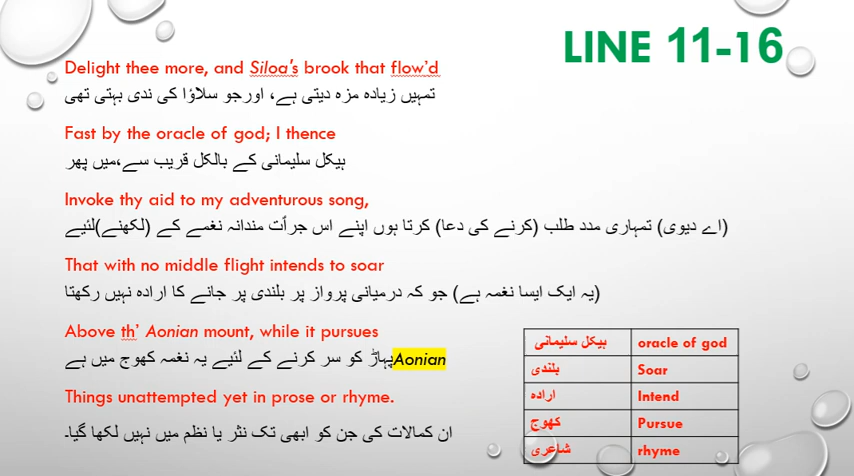 LINE 11-16
Delight thee more, and Siloa's brook that flow'd
تمہیں زیادہ مزہ دیتی ہے، اورجو سلاؤا کی ندی بہتی تھی
Fast by the oracle of god; I thence
ہیکل سلیمانی کے بالکل قریب سے،میں پھر
Invoke thy aid to my adventurous song,
(اے دیوی) تمہاری مدد طلب (کرنے کی دعا) کرتا ہوں اپنے اس جرأت مندانہ نغمے کے (لکھنے)لئیے
That with no middle flight intends to soar
(یہ ایک ایسا نغمہ ہے) جو کہ درمیانی پرواز پر بلندی پر جانے کا ارادہ نہیں رکھتا
Above th' Aonian mount, while it pursues
Aonianپہاڑ کو سر کرنے کے لئیے یہ نغمہ کھوج میں ہے
Things unattempted yet in prose or rhyme.
ان کمالات کی جن کو ابھی تک نثر یا نظم میں نہیں لکھا گیا۔
ہیکل سلیمانی oracle of god
بلندی Soar
ارادہ Intend
کھوج Pursue
شاعری rhyme